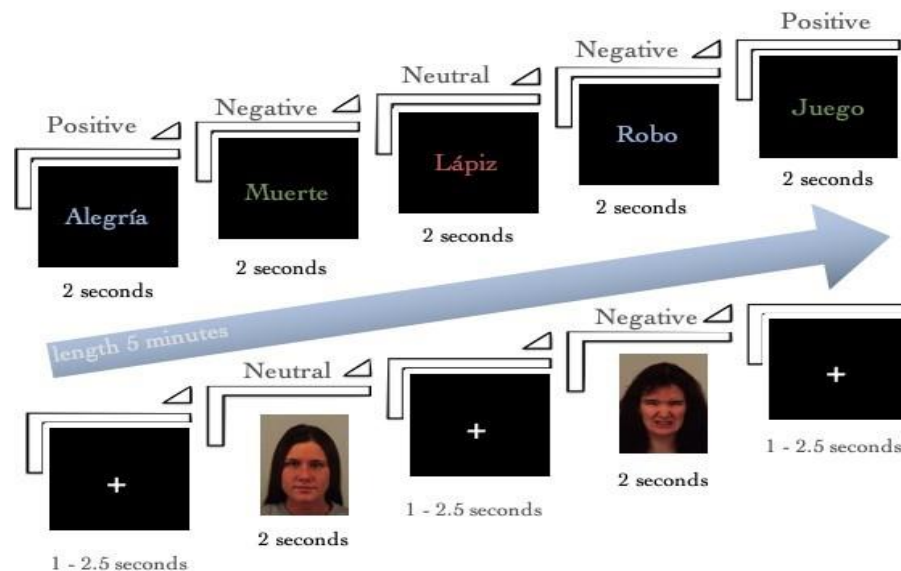 Positive
Negative
Neutral
Negative
Positive
Alegría
Muerte
Lápiz
Robo
Juego
2 seconds
2 seconds
2 seconds
2 seconds
2 seconds
length 5 minutes
Neutral
Negative
+
+
+
1 - 2.5 seconds
2 seconds
1 - 2.5 seconds
2 seconds
1 - 2.5 seconds